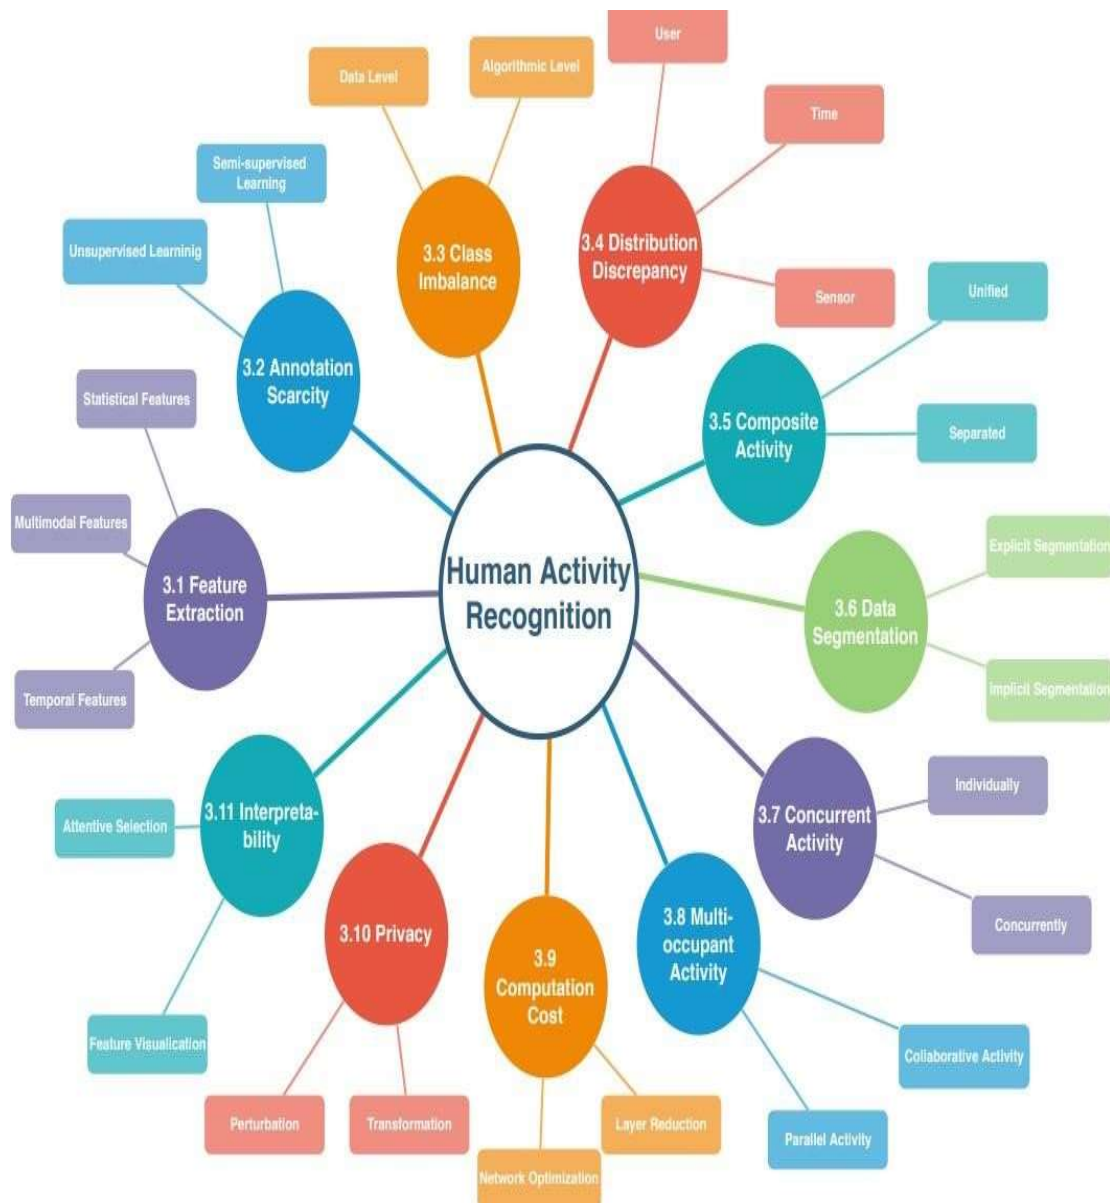 Human Activity
Recognition
3.1 Feature
Extraction
Statistical Features
Multimodal Features
Temporal Features
3.2 Annotation
Scarcity
Unsupervised Learninig
Semi-supervised
Learning
3.3 Class
Imbalance
Data Level
Algorithmic Level
3.4 Distribution
Discrepancy
User
Time
Sensor
3.5 Composite
Activity
Unified
Separated
3.6 Data
Segmentation
Explicit Segmentation
Implicit Segmentation
3.7 Concurrent
Activity
Individually
Concurrently
3.8 Multi-
occupant
Activity
Collaborative Activity
Parallel Activity
3.9
Computation
Cost
Layer Reduction
Network Optimization
3.10 Privacy
Transformation
Perturbation
3.11 Interpreta-
bility
Attentive Selection
Feature Visualication